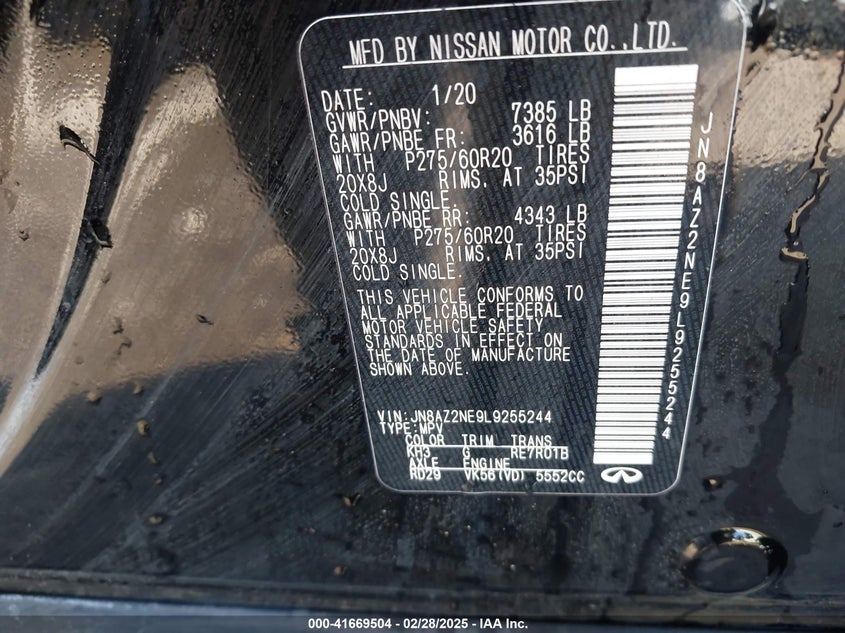 MFD BY NISSAN MOTOR CO.,LTD.
DATE: 1/20
GVWR/PNBV: 7385 LB
GAWR/PNBE FR: 3616 LB
WITH P275/60R20 TIRES
20X8J RIMS. AT 35PSI
COLD SINGLE.
GAWR/PNBE RR: 4343 LB
WITH P275/60R20 TIRES
20X8J RIMS. AT 35PSI
COLD SINGLE.
THIS VEHICLE CONFORMS TO
ALL APPLICABLE FEDERAL
MOTOR VEHICLE SAFETY
STANDARDS IN EFFECT ON
THE DATE OF MANUFACTURE
SHOWN ABOVE.
VIN:JN8AZ2NE9L9255244
TYPE:MPV
COLOR TRIM TRANS
KH3 G RE7R01B
AXLE ENGINE
RD29 VK56(VD) 5552CC
JN8AZ2NE9L9255244
000-41669504 / 02/28/2025 / IAA Inc.